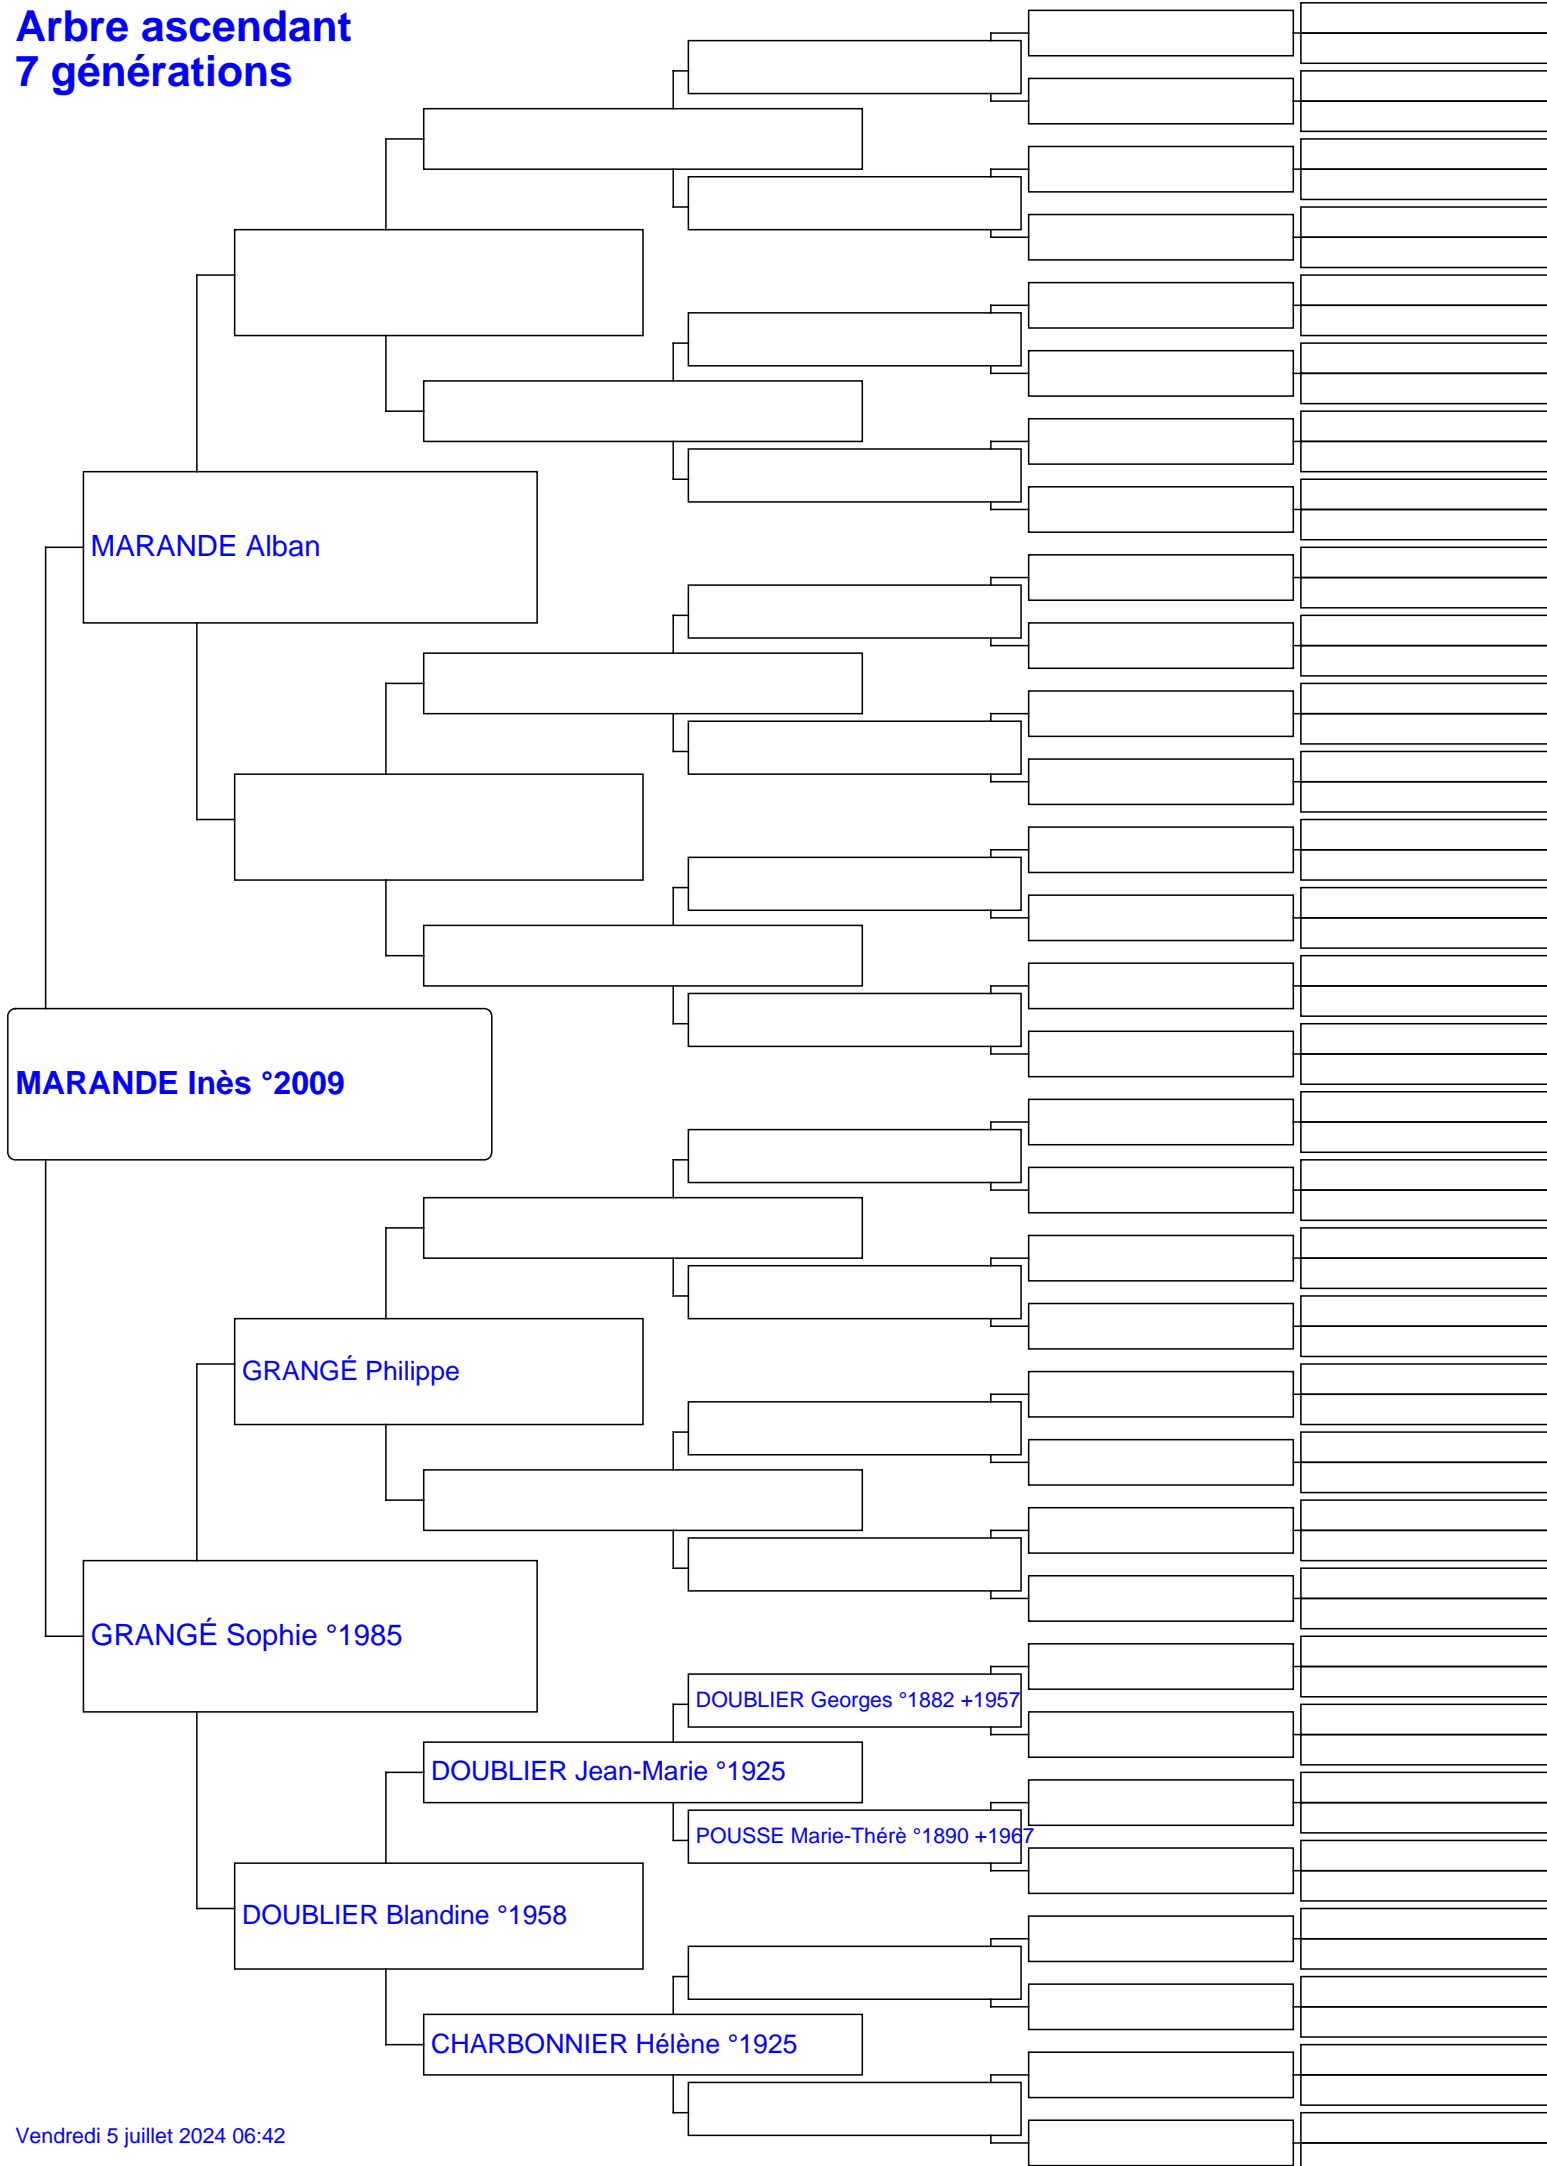 Arbre ascendant
7 générations
MARANDE Alban
MARANDE Inès °2009
GRANGÉ Philippe
GRANGÉ Sophie °1985
DOUBLIER Georges °1882 +1957
DOUBLIER Jean-Marie °1925
POUSSE Marie-Thérè °1890 +1967
DOUBLIER Blandine °1958
CHARBONNIER Hélène °1925
Vendredi 5 juillet 2024 06:42